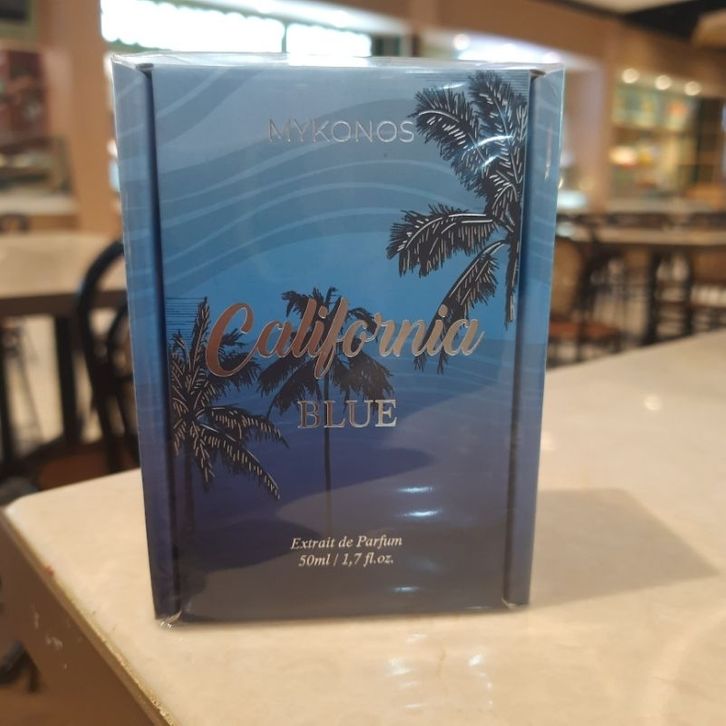 MYKONOS
California
BLUE
Extrait de Parfum
50ml / 1,7 fl.oz.